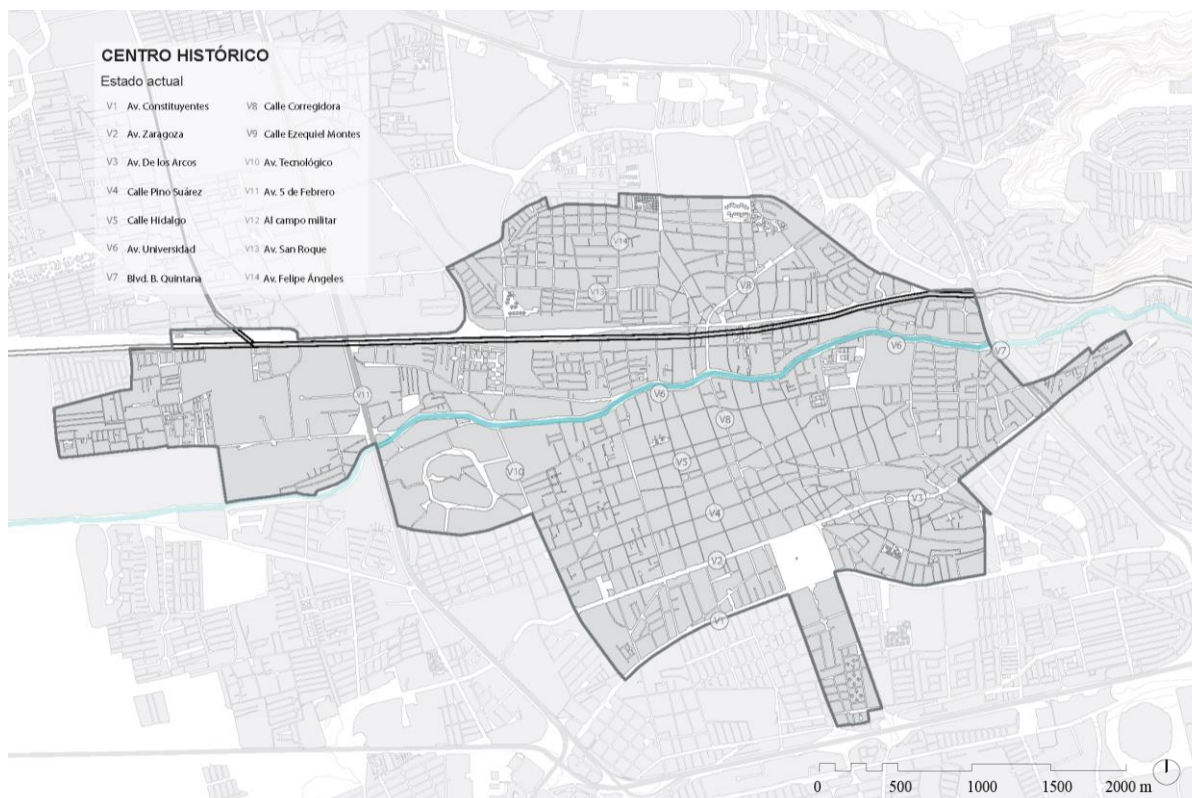 CENTRO HISTÓRICO
Estado actual
V1 Av. Constituyentes
V2 Av. Zaragoza
V3 Av. De los Arcos
V4 Calle Pino Suárez
V5 Calle Hidalgo
V6 Av. Universidad
V7 Blvd. B. Quintana
V8 Calle Corregidora
V9 Calle Ezequiel Montes
V10 Av. Tecnológico
V11 Av. 5 de Febrero
V12 Al campo militar
V13 Av. San Roque
V14 Av. Felipe Ángeles
V14
V13
V8
V6
V7
V11
V6
V8
V5
V10
V3
V4
V2
V1
0 500 1000 1500 2000 m